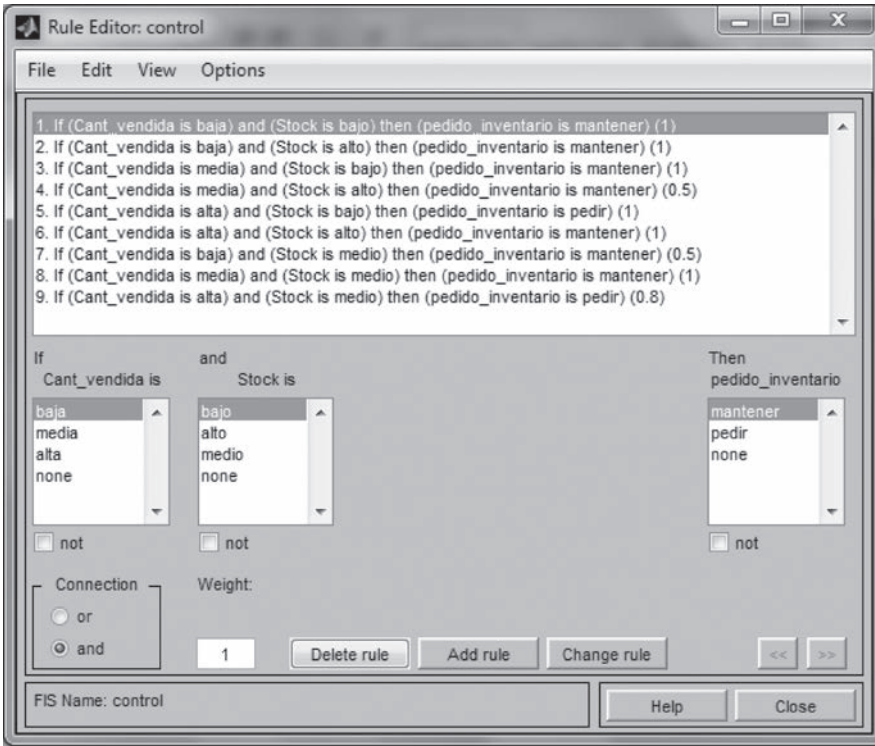 Rule Editor: control
File Edit View Options
1. If (Cant_vendida is baja) and (Stock is bajo) then (pedido_inventario is mantener) (1)
2. If (Cant_vendida is baja) and (Stock is alto) then (pedido_inventario is mantener) (1)
3. If (Cant_vendida is media) and (Stock is bajo) then (pedido_inventario is mantener) (1)
4. If (Cant_vendida is media) and (Stock is alto) then (pedido_inventario is mantener) (0.5)
5. If (Cant_vendida is alta) and (Stock is bajo) then (pedido_inventario is pedir) (1)
6. If (Cant_vendida is alta) and (Stock is alto) then (pedido_inventario is mantener) (1)
7. If (Cant_vendida is baja) and (Stock is medio) then (pedido_inventario is mantener) (0.5)
8. If (Cant_vendida is media) and (Stock is medio) then (pedido_inventario is mantener) (1)
9. If (Cant_vendida is alta) and (Stock is medio) then (pedido_inventario is pedir) (0.8)
If and Then
Cant_vendida is Stock is pedido_inventario
baja bajo mantener
media alto pedir
alta medio none
none none
not not not
Connection Weight:
or
and 1 Delete rule Add rule Change rule << >>
FIS Name: control Help Close